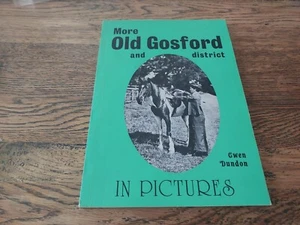 More
Old Gosford
and district
Gwen
Dundon
IN PICTURES